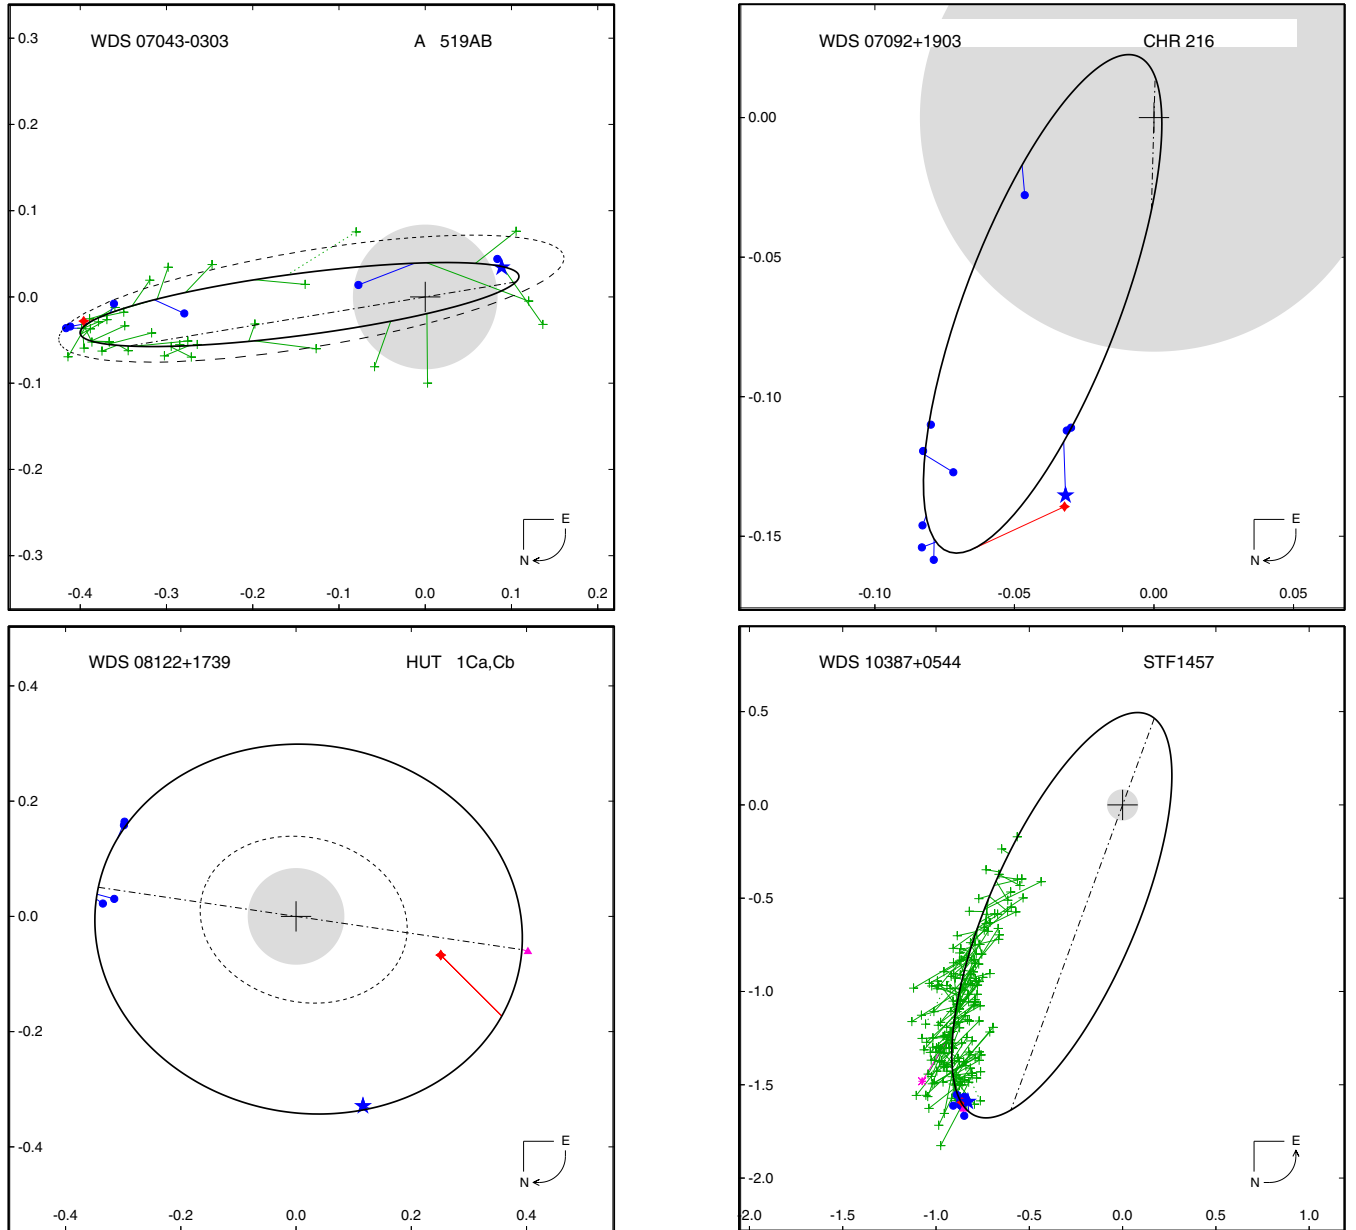 WDS 07043-0303 A 519AB
0.3
0.2
0.1
0.0
-0.1
-0.2
-0.3
E
N
-0.4 -0.3 -0.2 -0.1 0.0 0.1 0.2
WDS 07092+1903 CHR 216
0.00
-0.05
-0.10
-0.15
E
N
-0.10 -0.05 0.00 0.05
WDS 08122+1739 HUT 1Ca,Cb
0.4
0.2
0.0
-0.2
-0.4
E
N
-0.4 -0.2 0.0 0.2 0.4
WDS 10387+0544 STF1457
0.5
0.0
-0.5
-1.0
-1.5
-2.0
E
N
-2.0 -1.5 -1.0 -0.5 0.0 0.5 1.0